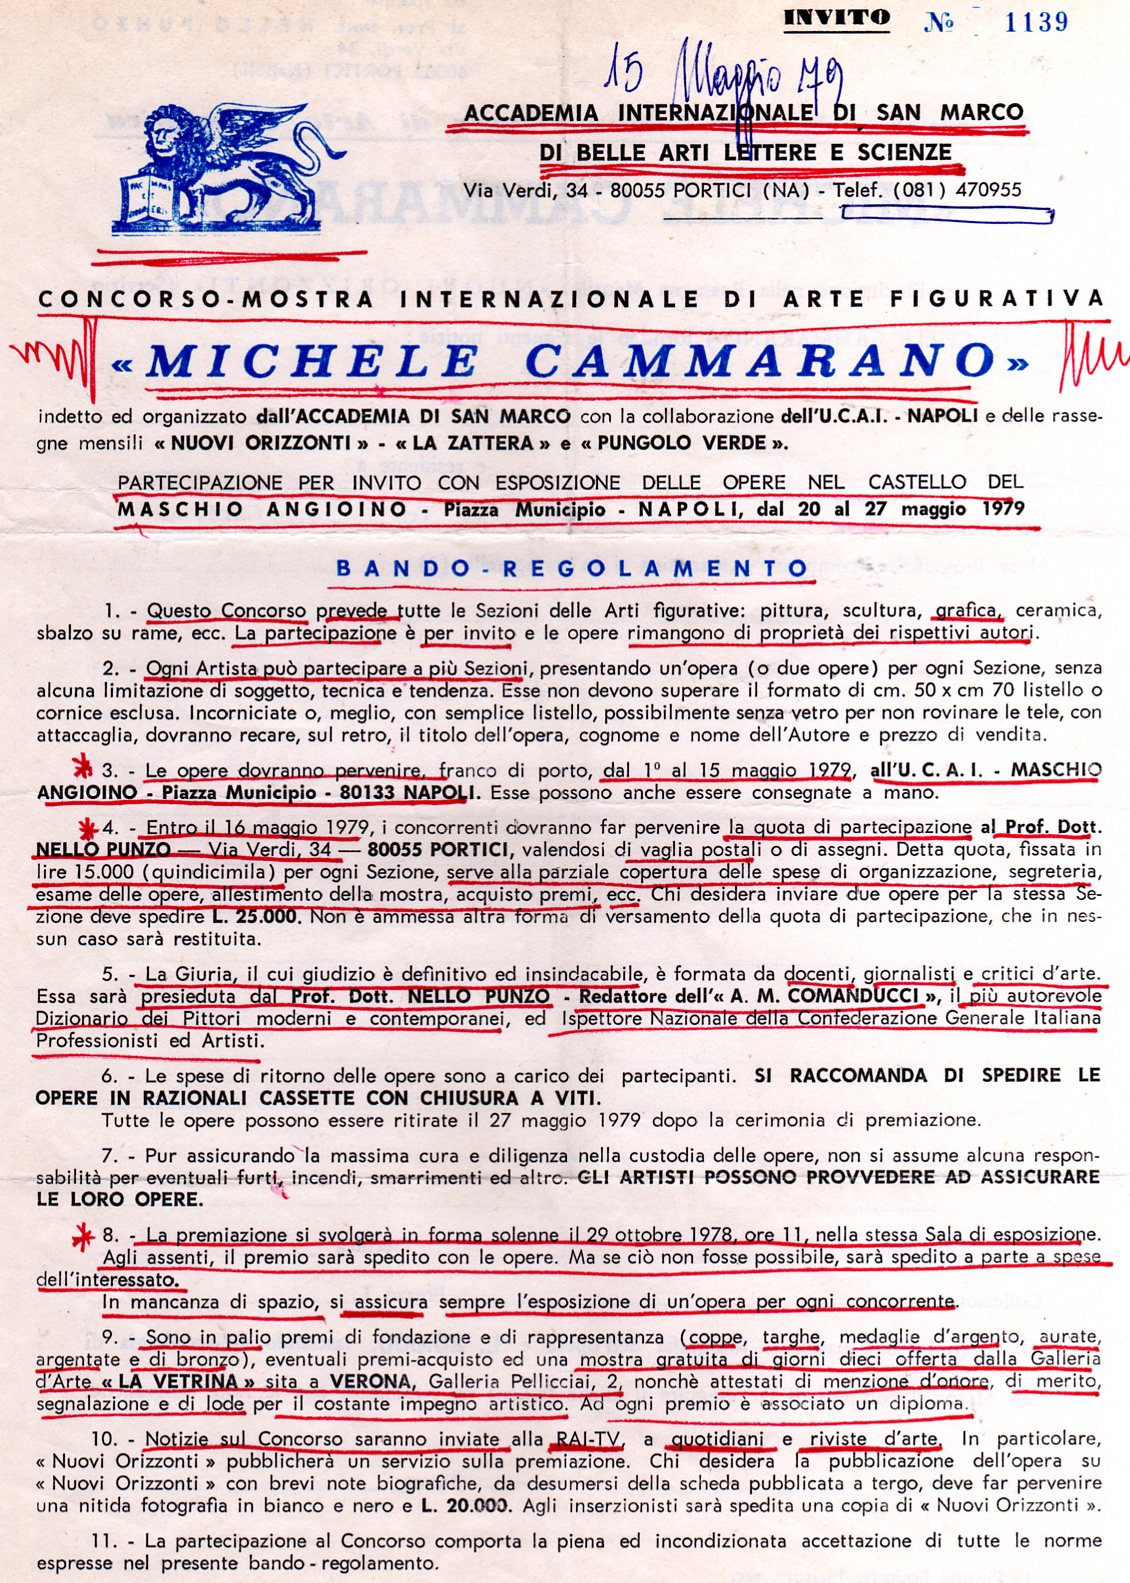 INVITO № 1139
15 Maggio 79
ACCADEMIA INTERNAZIONALE DI SAN MARCO
DI BELLE ARTI LETTERE E SCIENZE
Via Verdi, 34 - 80055 PORTICI (NA) - Telef. (081) 470955
CONCORSO-MOSTRA INTERNAZIONALE DI ARTE FIGURATIVA
« MICHELE CAMMARANO »
indetto ed organizzato dall'ACCADEMIA DI SAN MARCO con la collaborazione dell'U.C.A.I. - NAPOLI e delle rasse-
gne mensili « NUOVI ORIZZONTI » - « LA ZATTERA » e « PUNGOLO VERDE ».
PARTECIPAZIONE PER INVITO CON ESPOSIZIONE DELLE OPERE NEL CASTELLO DEL
MASCHIO ANGIOINO - Piazza Municipio - NAPOLI, dal 20 al 27 maggio 1979
BANDO-REGOLAMENTO
1. - Questo Concorso prevede tutte le Sezioni delle Arti figurative: pittura, scultura, grafica, ceramica,
sbalzo su rame, ecc. La partecipazione è per invito e le opere rimangono di proprietà dei rispettivi autori.
2. - Ogni Artista può partecipare a più Sezioni, presentando un'opera (o due opere) per ogni Sezione, senza
alcuna limitazione di soggetto, tecnica e tendenza. Esse non devono superare il formato di cm. 50 x cm 70 listello o
cornice esclusa. Incorniciate o, meglio, con semplice listello, possibilmente senza vetro per non rovinare le tele, con
attaccaglia, dovranno recare, sul retro, il titolo dell'opera, cognome e nome dell'Autore e prezzo di vendita.
3. - Le opere dovranno pervenire, franco di porto, dal 1° al 15 maggio 1979, all'U.C.A.I. - MASCHIO
ANGIOINO - Piazza Municipio - 80133 NAPOLI. Esse possono anche essere consegnate a mano.
4. - Entro il 16 maggio 1979, i concorrenti dovranno far pervenire la quota di partecipazione al Prof. Dott.
NELLO PUNZO — Via Verdi, 34 — 80055 PORTICI, valendosi di vaglia postali o di assegni. Detta quota, fissata in
lire 15.000 (quindicimila) per ogni Sezione, serve alla parziale copertura delle spese di organizzazione, segreteria,
esame delle opere, allestimento della mostra, acquisto premi, ecc. Chi desidera inviare due opere per la stessa Se-
zione deve spedire L. 25.000. Non è ammessa altra forma di versamento della quota di partecipazione, che in nes-
sun caso sarà restituita.
5. - La Giuria, il cui giudizio è definitivo ed insindacabile, è formata da docenti, giornalisti e critici d'arte.
Essa sarà presieduta dal Prof. Dott. NELLO PUNZO - Redattore dell'« A. M. COMANDUCCI », il più autorevole
Dizionario dei Pittori moderni e contemporanei, ed Ispettore Nazionale della Confederazione Generale Italiana
Professionisti ed Artisti.
6. - Le spese di ritorno delle opere sono a carico dei partecipanti. SI RACCOMANDA DI SPEDIRE LE
OPERE IN RAZIONALI CASSETTE CON CHIUSURA A VITI.
Tutte le opere possono essere ritirate il 27 maggio 1979 dopo la cerimonia di premiazione.
7. - Pur assicurando la massima cura e diligenza nella custodia delle opere, non si assume alcuna respon-
sabilità per eventuali furti, incendi, smarrimenti ed altro. GLI ARTISTI POSSONO PROVVEDERE AD ASSICURARE
LE LORO OPERE.
8. - La premiazione si svolgerà in forma solenne il 29 ottobre 1978, ore 11, nella stessa Sala di esposizione.
Agli assenti, il premio sarà spedito con le opere. Ma se ciò non fosse possibile, sarà spedito a parte a spese
dell'interessato.
In mancanza di spazio, si assicura sempre l'esposizione di un'opera per ogni concorrente.
9. - Sono in palio premi di fondazione e di rappresentanza (coppe, targhe, medaglie d'argento, aurate,
argentate e di bronzo), eventuali premi-acquisto ed una mostra gratuita di giorni dieci offerta dalla Galleria
d'Arte « LA VETRINA » sita a VERONA, Galleria Pellicciai, 2, nonchè attestati di menzione d'onore, di merito,
segnalazione e di lode per il costante impegno artistico. Ad ogni premio è associato un diploma.
10. - Notizie sul Concorso saranno inviate alla RAI-TV, a quotidiani e riviste d'arte. In particolare,
« Nuovi Orizzonti » pubblicherà un servizio sulla premiazione. Chi desidera la pubblicazione dell'opera su
« Nuovi Orizzonti » con brevi note biografiche, da desumersi della scheda pubblicata a tergo, deve far pervenire
una nitida fotografia in bianco e nero e L. 20.000. Agli inserzionisti sarà spedita una copia di « Nuovi Orizzonti ».
11. - La partecipazione al Concorso comporta la piena ed incondizionata accettazione di tutte le norme
espresse nel presente bando - regolamento.